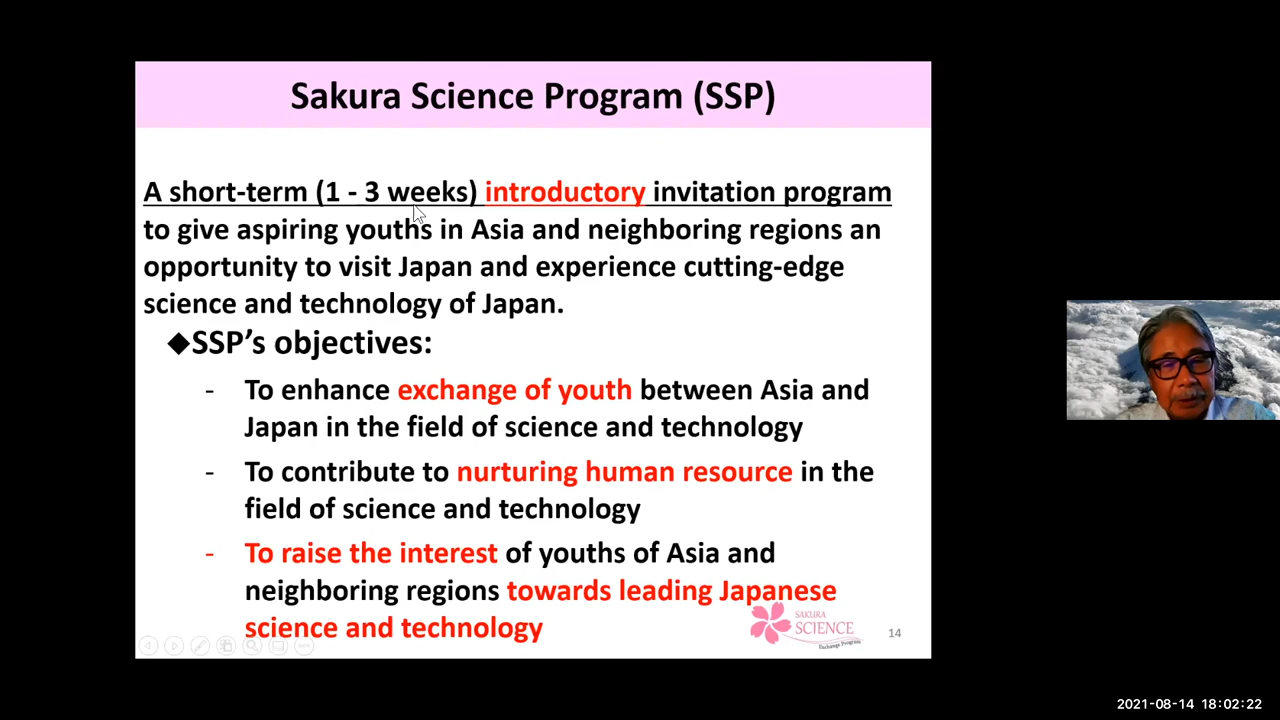 Sakura Science Program (SSP)
A short-term (1 - 3 weeks) introductory invitation program
to give aspiring youths in Asia and neighboring regions an
opportunity to visit Japan and experience cutting-edge
science and technology of Japan.
◆SSP’s objectives:
- To enhance exchange of youth between Asia and
Japan in the field of science and technology
- To contribute to nurturing human resource in the
field of science and technology
- To raise the interest of youths of Asia and
neighboring regions towards leading Japanese
science and technology
SAKURA
SCIENCE
Exchange Program
14
2021-08-14 18:02:22